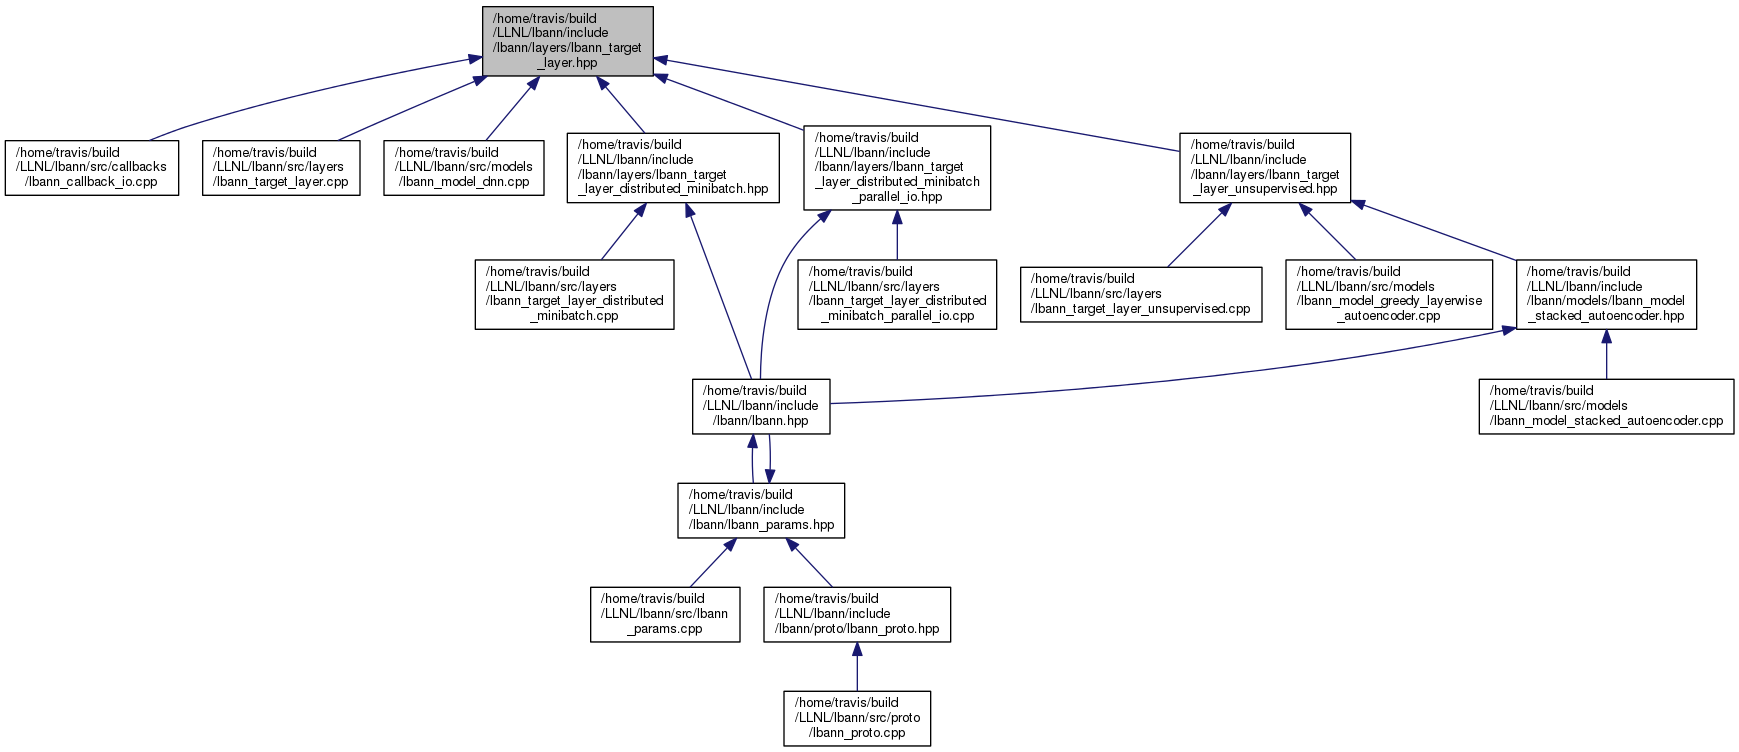 /home/travis/build
/LLNL/lbann/include
/lbann/layers/lbann_target
_layer.hpp
/home/travis/build
/LLNL/lbann/src/callbacks
/lbann_callback_io.cpp
/home/travis/build
/LLNL/lbann/src/layers
/lbann_target_layer.cpp
/home/travis/build
/LLNL/lbann/src/models
/lbann_model_dnn.cpp
/home/travis/build
/LLNL/lbann/include
/lbann/layers/lbann_target
_layer_distributed_minibatch.hpp
/home/travis/build
/LLNL/lbann/include
/lbann/layers/lbann_target
_layer_distributed_minibatch
_parallel_io.hpp
/home/travis/build
/LLNL/lbann/include
/lbann/layers/lbann_target
_layer_unsupervised.hpp
/home/travis/build
/LLNL/lbann/src/layers
/lbann_target_layer_distributed
_minibatch.cpp
/home/travis/build
/LLNL/lbann/src/layers
/lbann_target_layer_distributed
_minibatch_parallel_io.cpp
/home/travis/build
/LLNL/lbann/src/layers
/lbann_target_layer_unsupervised.cpp
/home/travis/build
/LLNL/lbann/src/models
/lbann_model_greedy_layerwise
_autoencoder.cpp
/home/travis/build
/LLNL/lbann/include
/lbann/models/lbann_model
_stacked_autoencoder.hpp
/home/travis/build
/LLNL/lbann/include
/lbann/lbann.hpp
/home/travis/build
/LLNL/lbann/src/models
/lbann_model_stacked_autoencoder.cpp
/home/travis/build
/LLNL/lbann/include
/lbann/lbann_params.hpp
/home/travis/build
/LLNL/lbann/src/lbann
_params.cpp
/home/travis/build
/LLNL/lbann/include
/lbann/proto/lbann_proto.hpp
/home/travis/build
/LLNL/lbann/src/proto
/lbann_proto.cpp